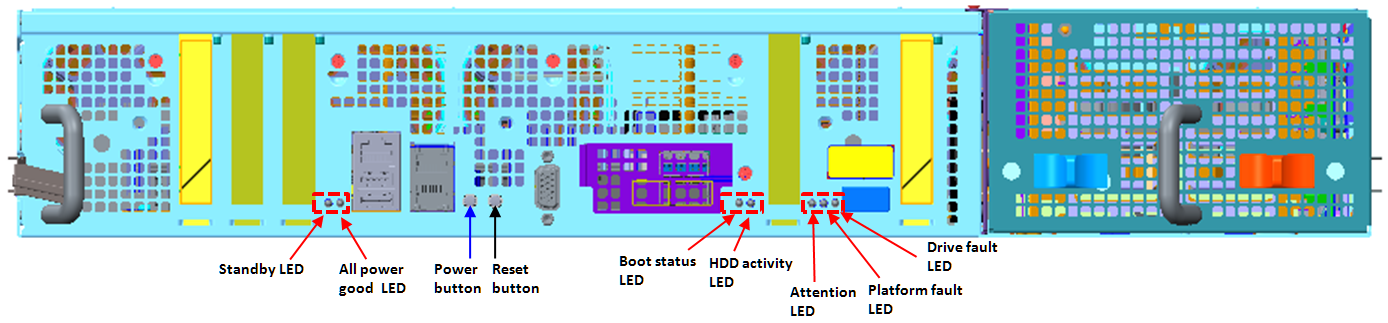 Standby LED
All power
good LED
Power
button
Reset
button
Boot status
LED
HDD activity
LED
Attention
LED
Platform fault
LED
Drive fault
LED